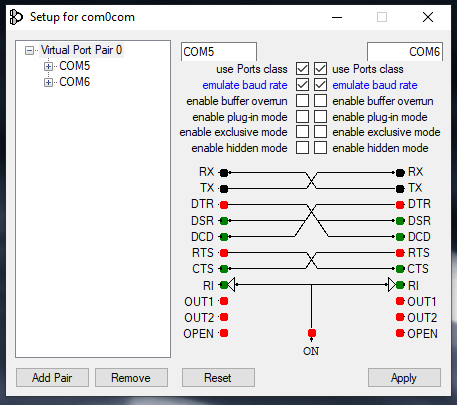 Setup for com0com
Virtual Port Pair 0
COM5
COM6
COM5 COM6
use Ports class use Ports class
emulate baud rate emulate baud rate
enable buffer overrun enable buffer overrun
enable plug-in mode enable plug-in mode
enable exclusive mode enable exclusive mode
enable hidden mode enable hidden mode
RX RX
TX TX
DTR DTR
DSR DSR
DCD DCD
RTS RTS
CTS CTS
RI RI
OUT1 OUT1
OUT2 OUT2
OPEN OPEN
ON
Add Pair Remove Reset Apply